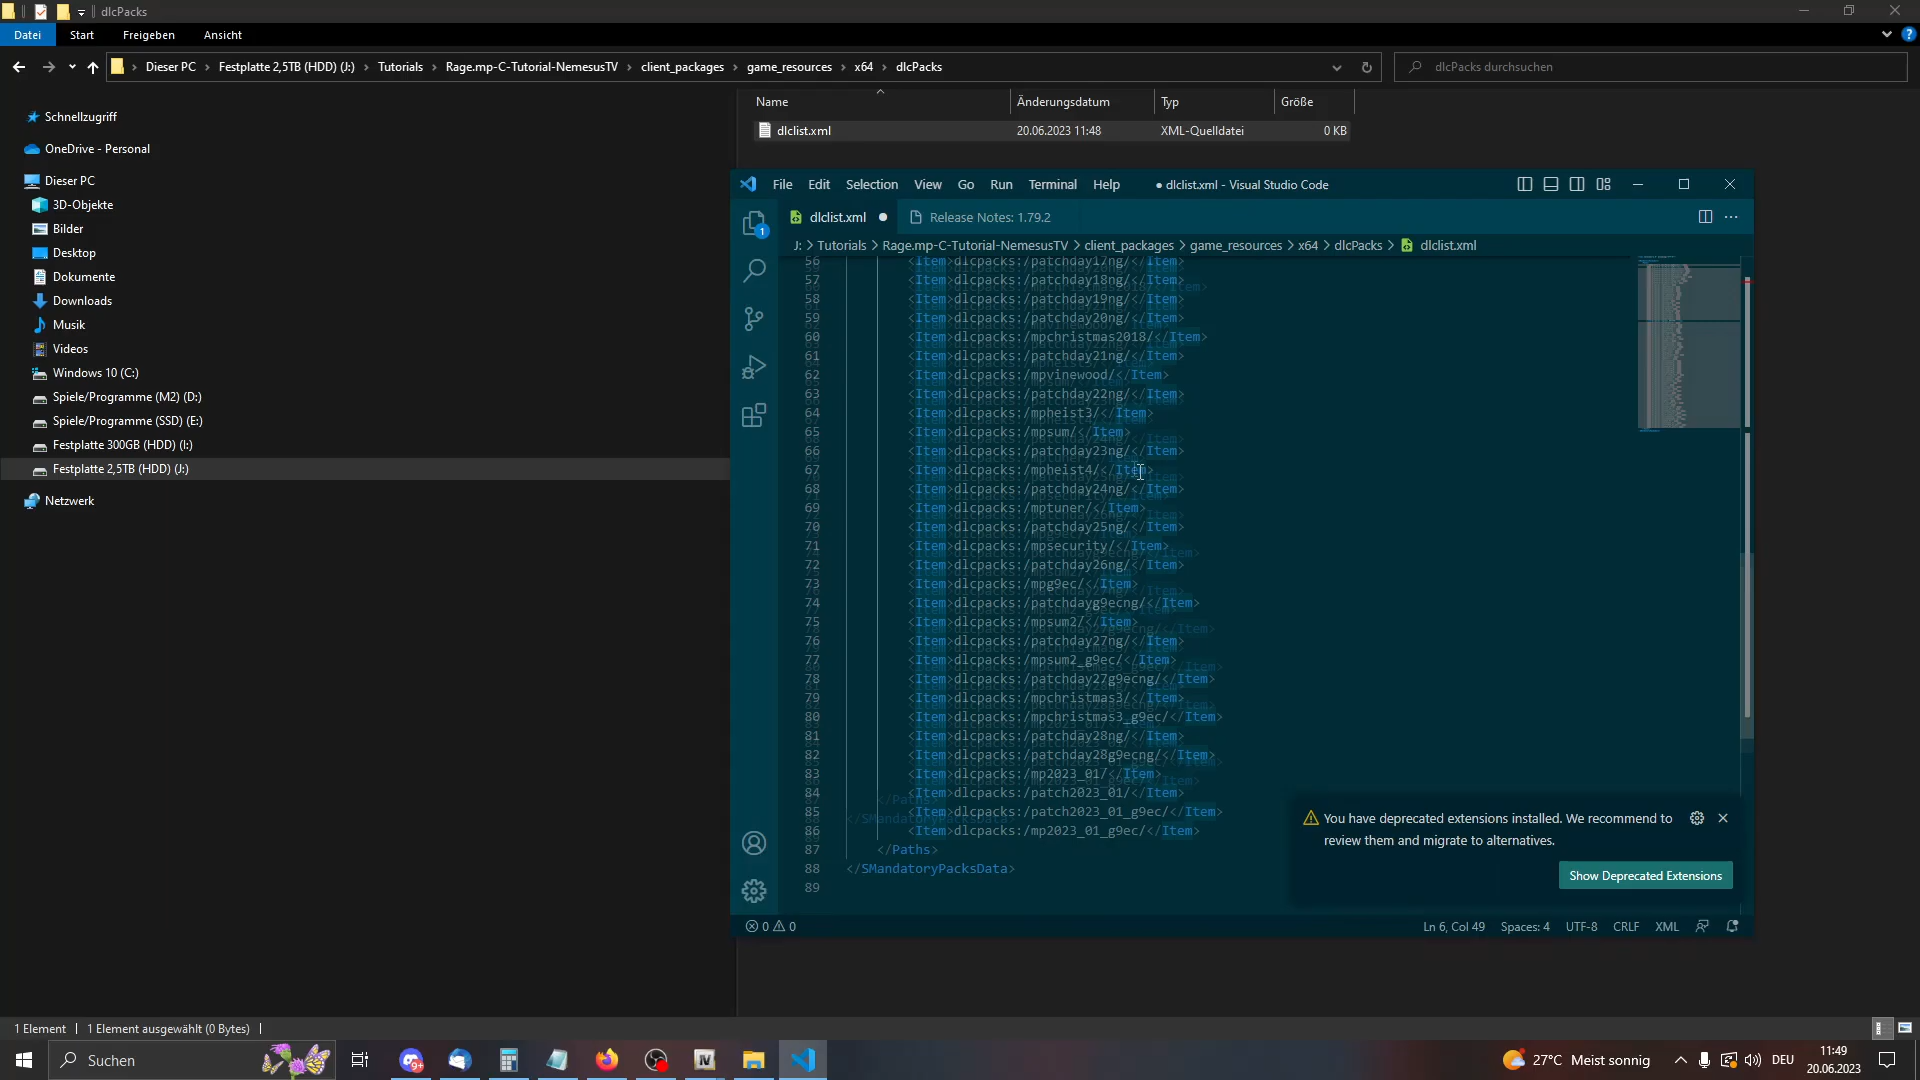 dlcPacks
Datei Start Freigeben Ansicht
Dieser PC Festplatte 2,5TB (HDD) (J:) Tutorials Rage.mp-C-Tutorial-NemesusTV client_packages game_resources x64 dlcPacks
dlcPacks durchsuchen
Name Änderungsdatum Typ Größe
dlclist.xml 20.06.2023 11:48 XML-Quelldatei 0 KB
Schnellzugriff
OneDrive - Personal
Dieser PC
3D-Objekte
Bilder
Desktop
Dokumente
Downloads
Musik
Videos
Windows 10 (C:)
Spiele/Programme (M2) (D:)
Spiele/Programme (SSD) (E:)
Festplatte 300GB (HDD) (I:)
Festplatte 2,5TB (HDD) (J:)
Netzwerk
File Edit Selection View Go Run Terminal Help
● dlclist.xml - Visual Studio Code
dlclist.xml
Release Notes: 1.79.2
1
J: > Tutorials > Rage.mp-C-Tutorial-NemesusTV > client_packages > game_resources > x64 > dlcPacks > dlclist.xml
56 <Item>dlcpacks:/patchday17ng/</Item>
57 <Item>dlcpacks:/patchday18ng/</Item>
58 <Item>dlcpacks:/patchday19ng/</Item>
59 <Item>dlcpacks:/patchday20ng/</Item>
60 <Item>dlcpacks:/mpchristmas2018/</Item>
61 <Item>dlcpacks:/patchday21ng/</Item>
62 <Item>dlcpacks:/mpvinewood/</Item>
63 <Item>dlcpacks:/patchday22ng/</Item>
64 <Item>dlcpacks:/mpheist3/</Item>
65 <Item>dlcpacks:/mpsum/</Item>
66 <Item>dlcpacks:/patchday23ng/</Item>
67 <Item>dlcpacks:/mpheist4/</Item>
68 <Item>dlcpacks:/patchday24ng/</Item>
69 <Item>dlcpacks:/mptuner/</Item>
70 <Item>dlcpacks:/patchday25ng/</Item>
71 <Item>dlcpacks:/mpsecurity/</Item>
72 <Item>dlcpacks:/patchday26ng/</Item>
73 <Item>dlcpacks:/mpg9ec/</Item>
74 <Item>dlcpacks:/patchdayg9ecng/</Item>
75 <Item>dlcpacks:/mpsum2/</Item>
76 <Item>dlcpacks:/patchday27ng/</Item>
77 <Item>dlcpacks:/mpsum2_g9ec/</Item>
78 <Item>dlcpacks:/patchday27g9ecng/</Item>
79 <Item>dlcpacks:/mpchristmas3/</Item>
80 <Item>dlcpacks:/mpchristmas3_g9ec/</Item>
81 <Item>dlcpacks:/patchday28ng/</Item>
82 <Item>dlcpacks:/patchday28g9ecng/</Item>
83 <Item>dlcpacks:/mp2023_01/</Item>
84 <Item>dlcpacks:/patch2023_01/</Item>
85 <Item>dlcpacks:/patch2023_01_g9ec/</Item>
86 <Item>dlcpacks:/mp2023_01_g9ec/</Item>
87 </Paths>
88 </SMandatoryPacksData>
89
You have deprecated extensions installed. We recommend to
review them and migrate to alternatives.
Show Deprecated Extensions
0 0
Ln 6, Col 49 Spaces: 4 UTF-8 CRLF XML
1 Element 1 Element ausgewählt (0 Bytes)
Suchen
27°C Meist sonnig
DEU
11:49
20.06.2023